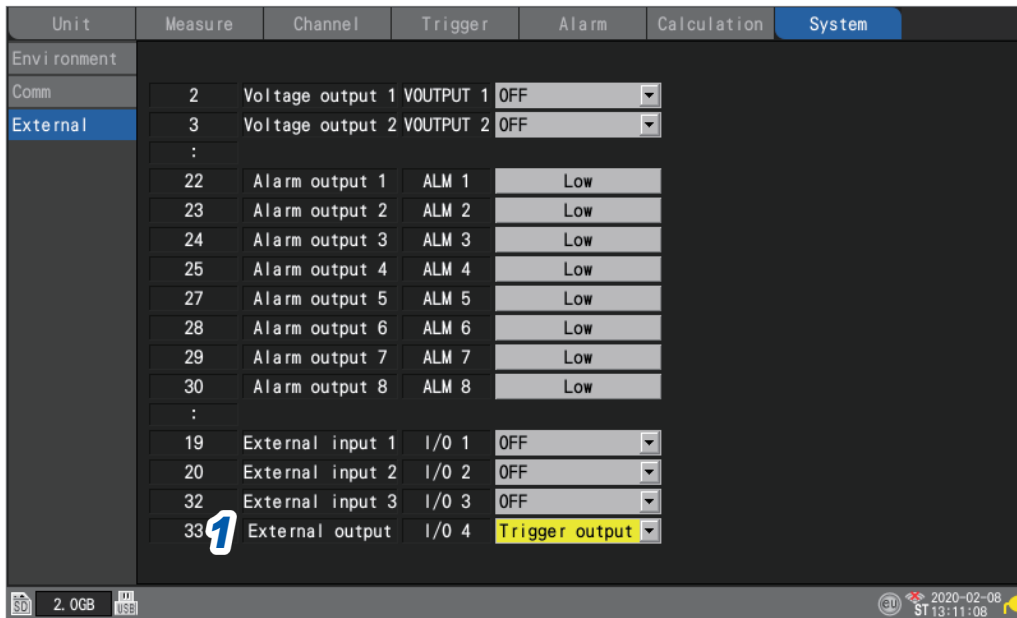 Unit Measure Channel Trigger Alarm Calculation System
Environment
Comm
External
2 Voltage output 1 VOUTPUT 1 OFF
3 Voltage output 2 VOUTPUT 2 OFF
:
22 Alarm output 1 ALM 1 Low
23 Alarm output 2 ALM 2 Low
24 Alarm output 3 ALM 3 Low
25 Alarm output 4 ALM 4 Low
27 Alarm output 5 ALM 5 Low
28 Alarm output 6 ALM 6 Low
29 Alarm output 7 ALM 7 Low
30 Alarm output 8 ALM 8 Low
:
19 External input 1 I/O 1 OFF
20 External input 2 I/O 2 OFF
32 External input 3 I/O 3 OFF
33 1 External output I/O 4 Trigger output
SD 2.0GB USB eU 2020-02-08
ST 13:11:08